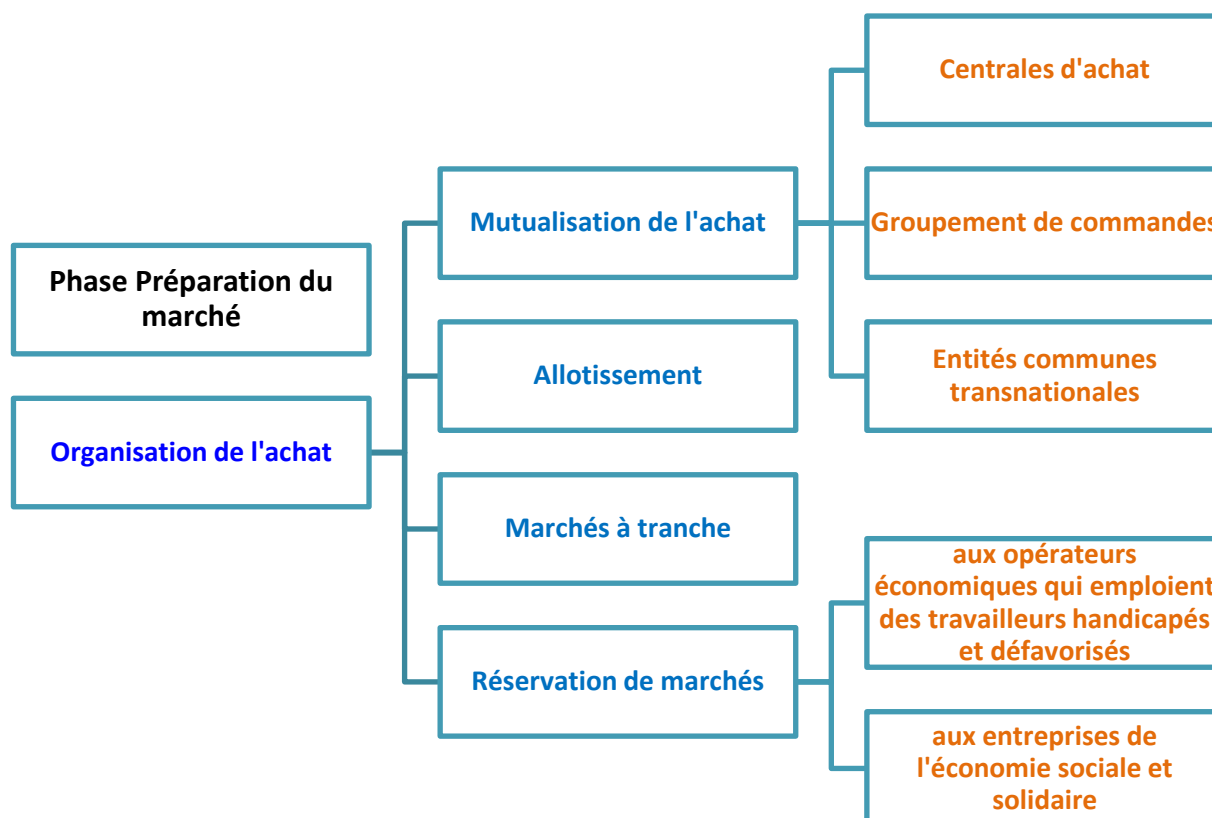 Phase Préparation du
marché
Organisation de l'achat
Mutualisation de l'achat
Centrales d'achat
Groupement de commandes
Entités communes
transnationales
Allotissement
Marchés à tranche
Réservation de marchés
aux opérateurs
économiques qui emploient
des travailleurs handicapés
et défavorisés
aux entreprises de
l'économie sociale et
solidaire